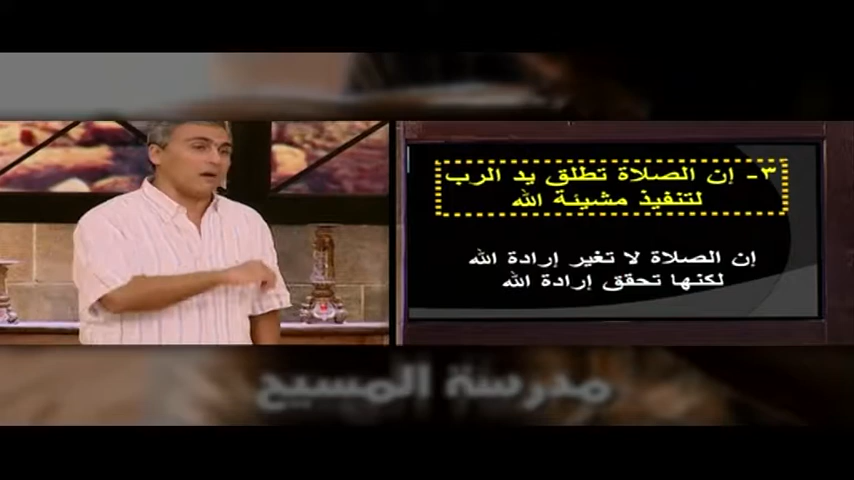 ٣- إن الصلاة تطلق يد الرب
لتنفيذ مشيئة الله
إن الصلاة لا تغير إرادة الله
لكنها تحقق إرادة الله
مدرسة المسيح